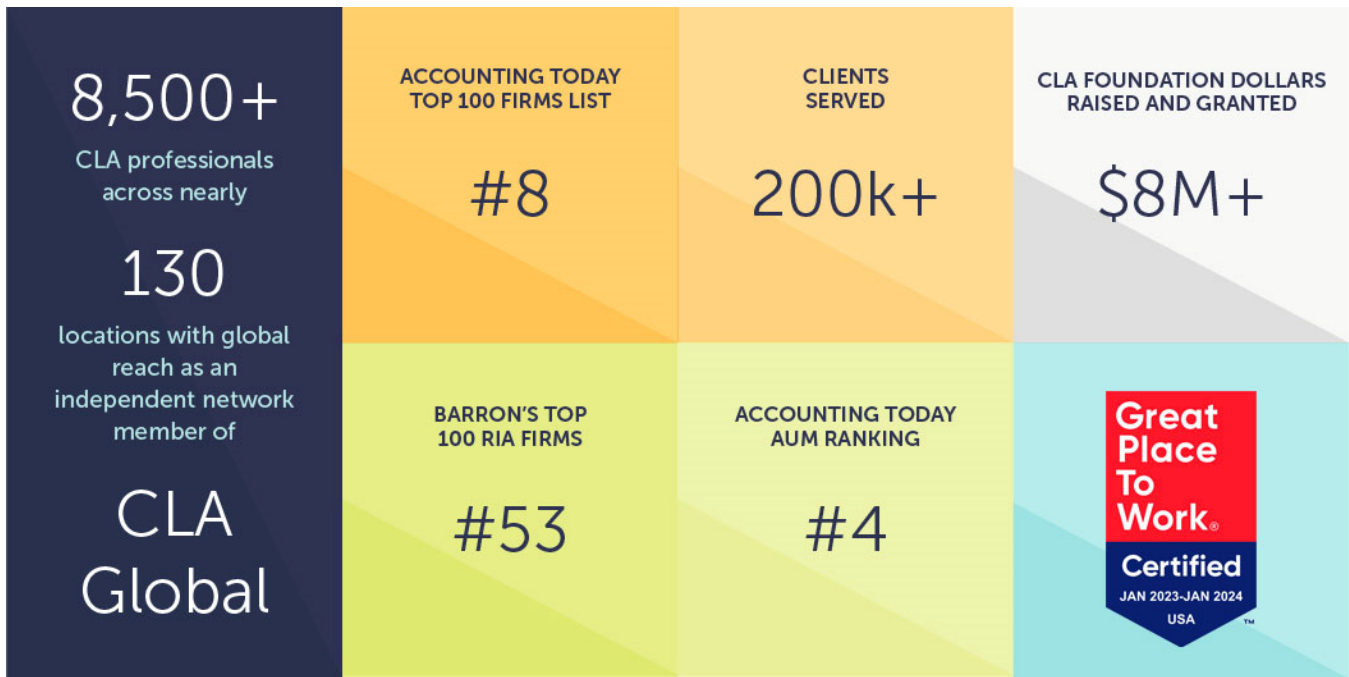 8,500+
CLA professionals
across nearly
130
locations with global
reach as an
independent network
member of
CLA
Global
ACCOUNTING TODAY
TOP 100 FIRMS LIST
#8
CLIENTS
SERVED
200k+
CLA FOUNDATION DOLLARS
RAISED AND GRANTED
$8M+
BARRON’S TOP
100 RIA FIRMS
#53
ACCOUNTING TODAY
AUM RANKING
#4
Great
Place
To
Work®
Certified
JAN 2023-JAN 2024
USA
™